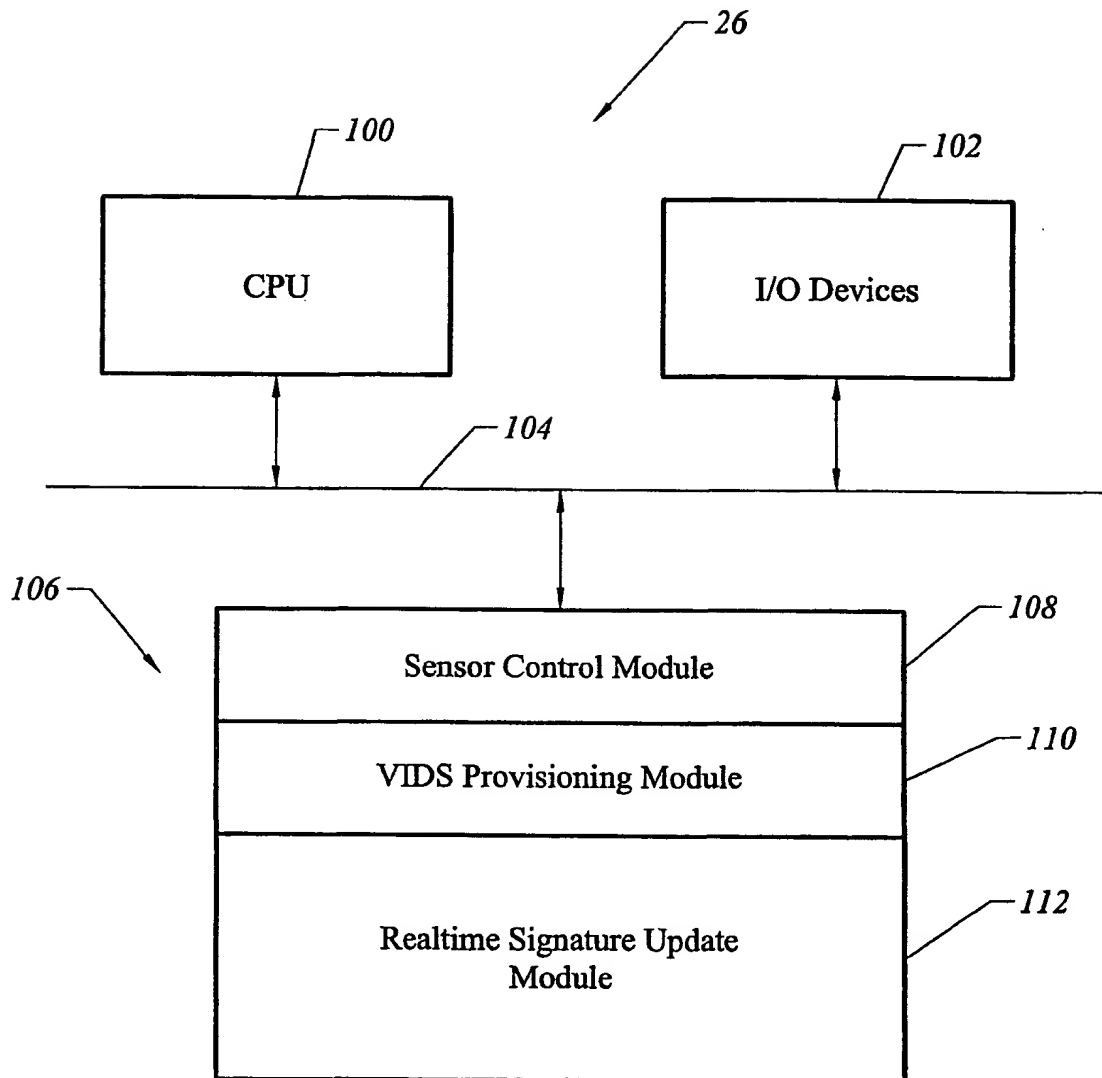 26
100
102
CPU
I/O Devices
104
106
108
Sensor Control Module
110
VIDS Provisioning Module
112
Realtime Signature Update
Module